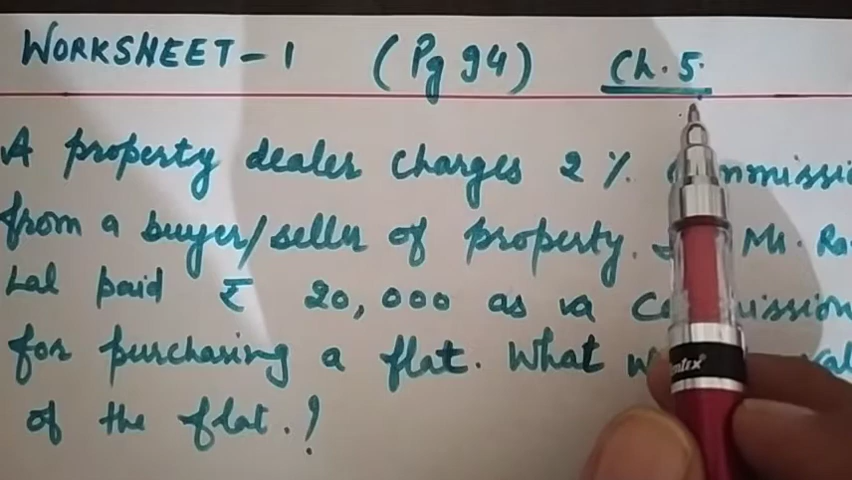 WORKSHEET-1 (Pg 94) Ch. 5.
A property dealer charges 2 %
from a buyer/seller of property. Mr.
Lal paid ₹ 20,000 as a
for purchasing a flat. What
of the flat.?